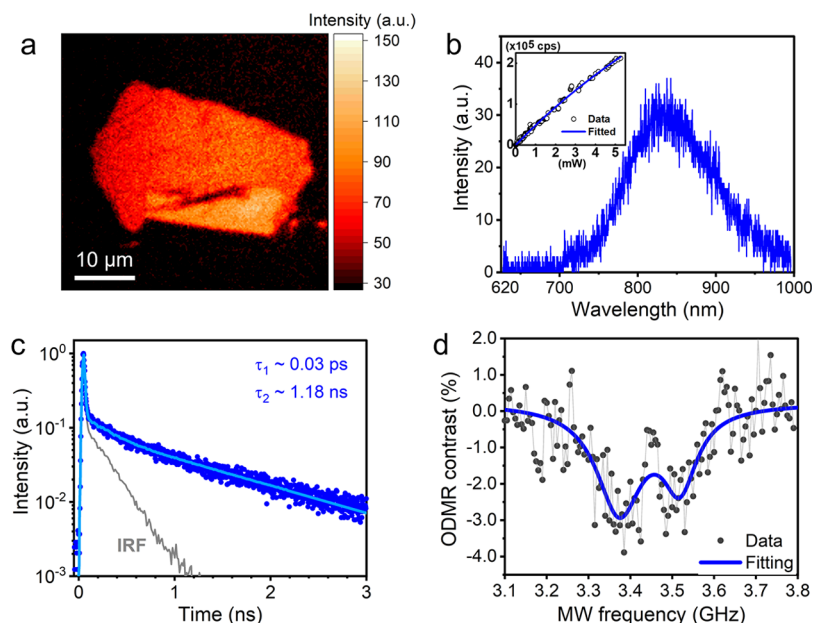 a
Intensity (a.u.)
150
130
110
90
70
50
30
10 µm
b
Intensity (a.u.)
40
30
20
10
0
620
700
800
900
1000
Wavelength (nm)
(x10⁵ cps)
2
1
0
0 1 2 3 4 5
(mW)
Data
Fitted
c
Intensity (a.u.)
10⁰
10⁻¹
10⁻²
10⁻³
τ₁ ~ 0.03 ps
τ₂ ~ 1.18 ns
IRF
0 1 2 3
Time (ns)
d
ODMR contrast (%)
2.0
1.0
0.0
-1.0
-2.0
-3.0
-4.0
Data
Fitting
3.1 3.2 3.3 3.4 3.5 3.6 3.7 3.8
MW frequency (GHz)